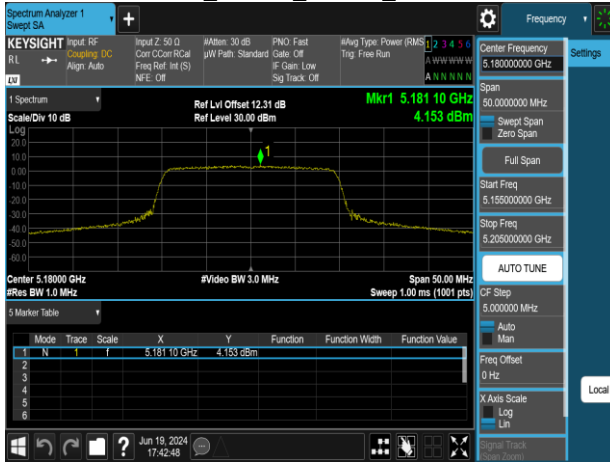 Spectrum Analyzer 1
Swept SA
+
Frequency
KEYSIGHT
RL
LXI
Input: RF
Coupling: DC
Align: Auto
Input Z: 50 Ω
Corr CCorr RCal
Freq Ref: Int (S)
NFE: Off
#Atten: 30 dB
µW Path: Standard
PNO: Fast
Gate: Off
IF Gain: Low
Sig Track: Off
#Avg Type: Power (RMS
Trig: Free Run
1 2 3 4 5 6
A W W W W W
A N N N N N
1 Spectrum
Scale/Div 10 dB
Ref Lvl Offset 12.31 dB
Ref Level 30.00 dBm
Mkr1 5.181 10 GHz
4.153 dBm
Log
20.0
10.0
0.00
-10.0
-20.0
-30.0
-40.0
-50.0
-60.0
1
Center 5.18000 GHz
#Res BW 1.0 MHz
#Video BW 3.0 MHz
Span 50.00 MHz
Sweep 1.00 ms (1001 pts)
5 Marker Table
Mode Trace Scale X Y Function Function Width Function Value
1 N 1 f 5.181 10 GHz 4.153 dBm
2
3
4
5
6
Center Frequency
5.180000000 GHz
Span
50.0000000 MHz
Swept Span
Zero Span
Full Span
Start Freq
5.155000000 GHz
Stop Freq
5.205000000 GHz
AUTO TUNE
CF Step
5.000000 MHz
Auto
Man
Freq Offset
0 Hz
X Axis Scale
Log
Lin
Signal Track
(Span Zoom)
Settings
Local
?
Jun 19, 2024
17:42:48